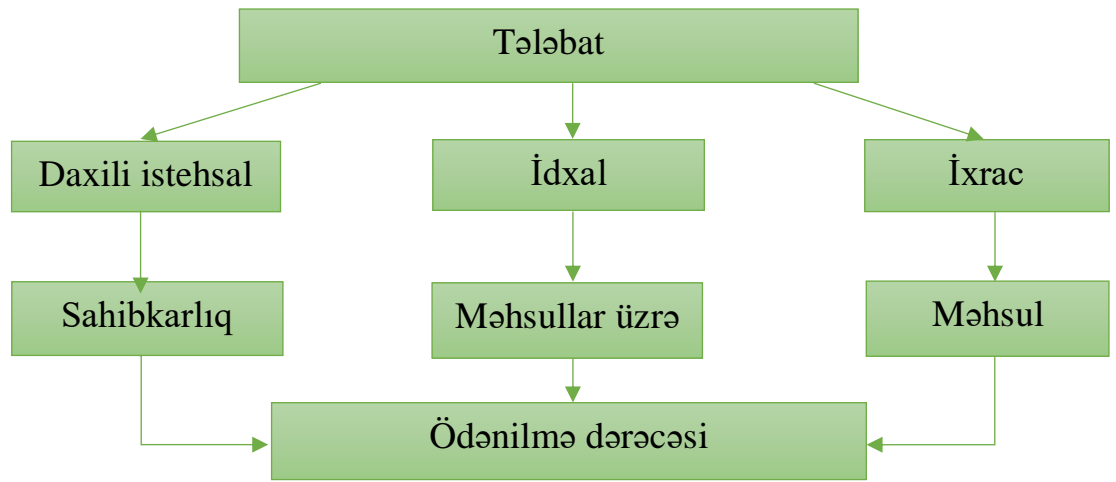 Tələbat
Daxili istehsal
İdxal
İxrac
Sahibkarlıq
Məhsullar üzrə
Məhsul
Ödənilmə dərəcəsi